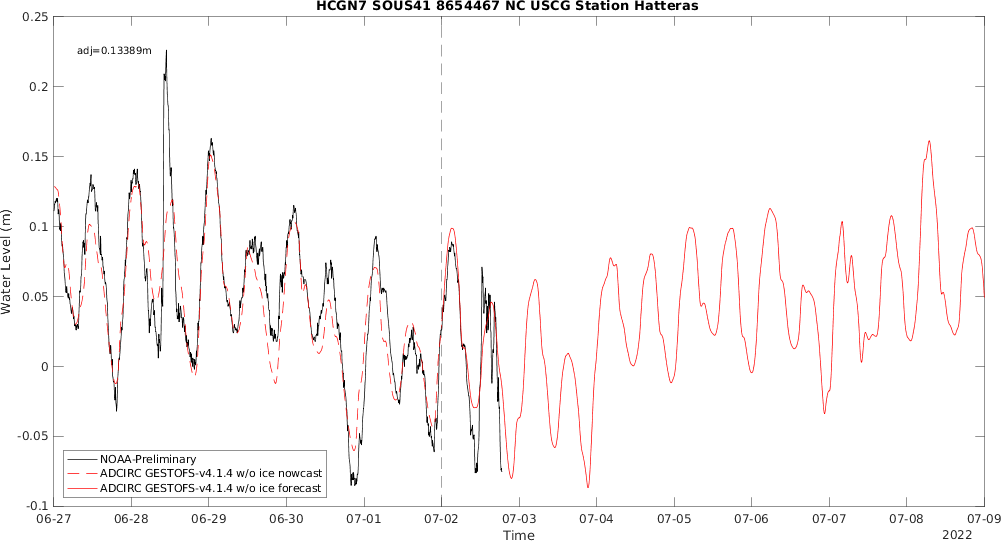 HCGN7 SOUS41 8654467 NC USCG Station Hatteras
adj=0.13389m
Water Level (m)
0.25
0.2
0.15
0.1
0.05
0
-0.05
-0.1
NOAA-Preliminary
ADCIRC GESTOFS-v4.1.4 w/o ice nowcast
ADCIRC GESTOFS-v4.1.4 w/o ice forecast
06-27 06-28 06-29 06-30 07-01 07-02 07-03 07-04 07-05 07-06 07-07 07-08 07-09
Time
2022